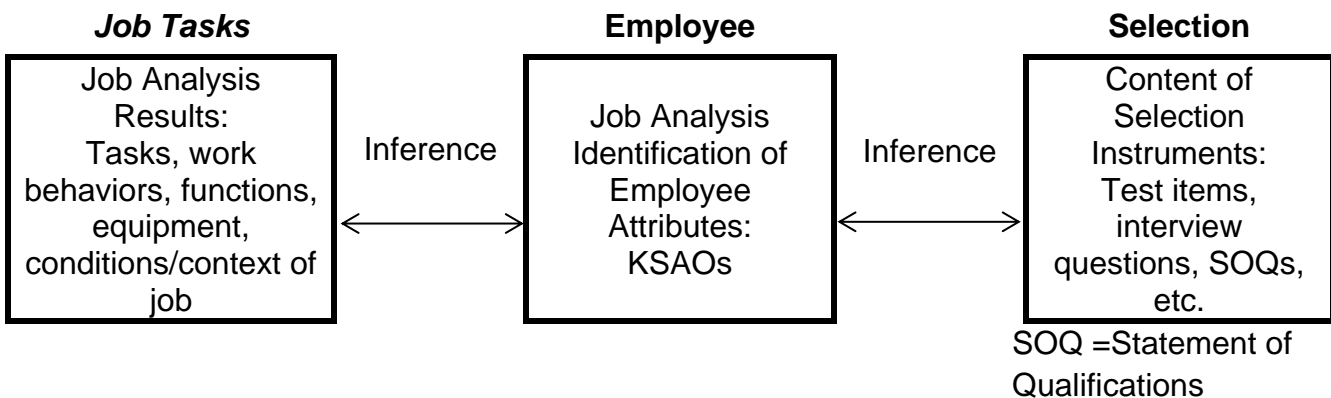 Job Tasks
Job Analysis
Results:
Tasks, work
behaviors, functions,
equipment,
conditions/context of
job
Inference
Employee
Job Analysis
Identification of
Employee
Attributes:
KSAOs
Inference
Selection
Content of
Selection
Instruments:
Test items,
interview
questions, SOQs,
etc.
SOQ =Statement of
Qualifications